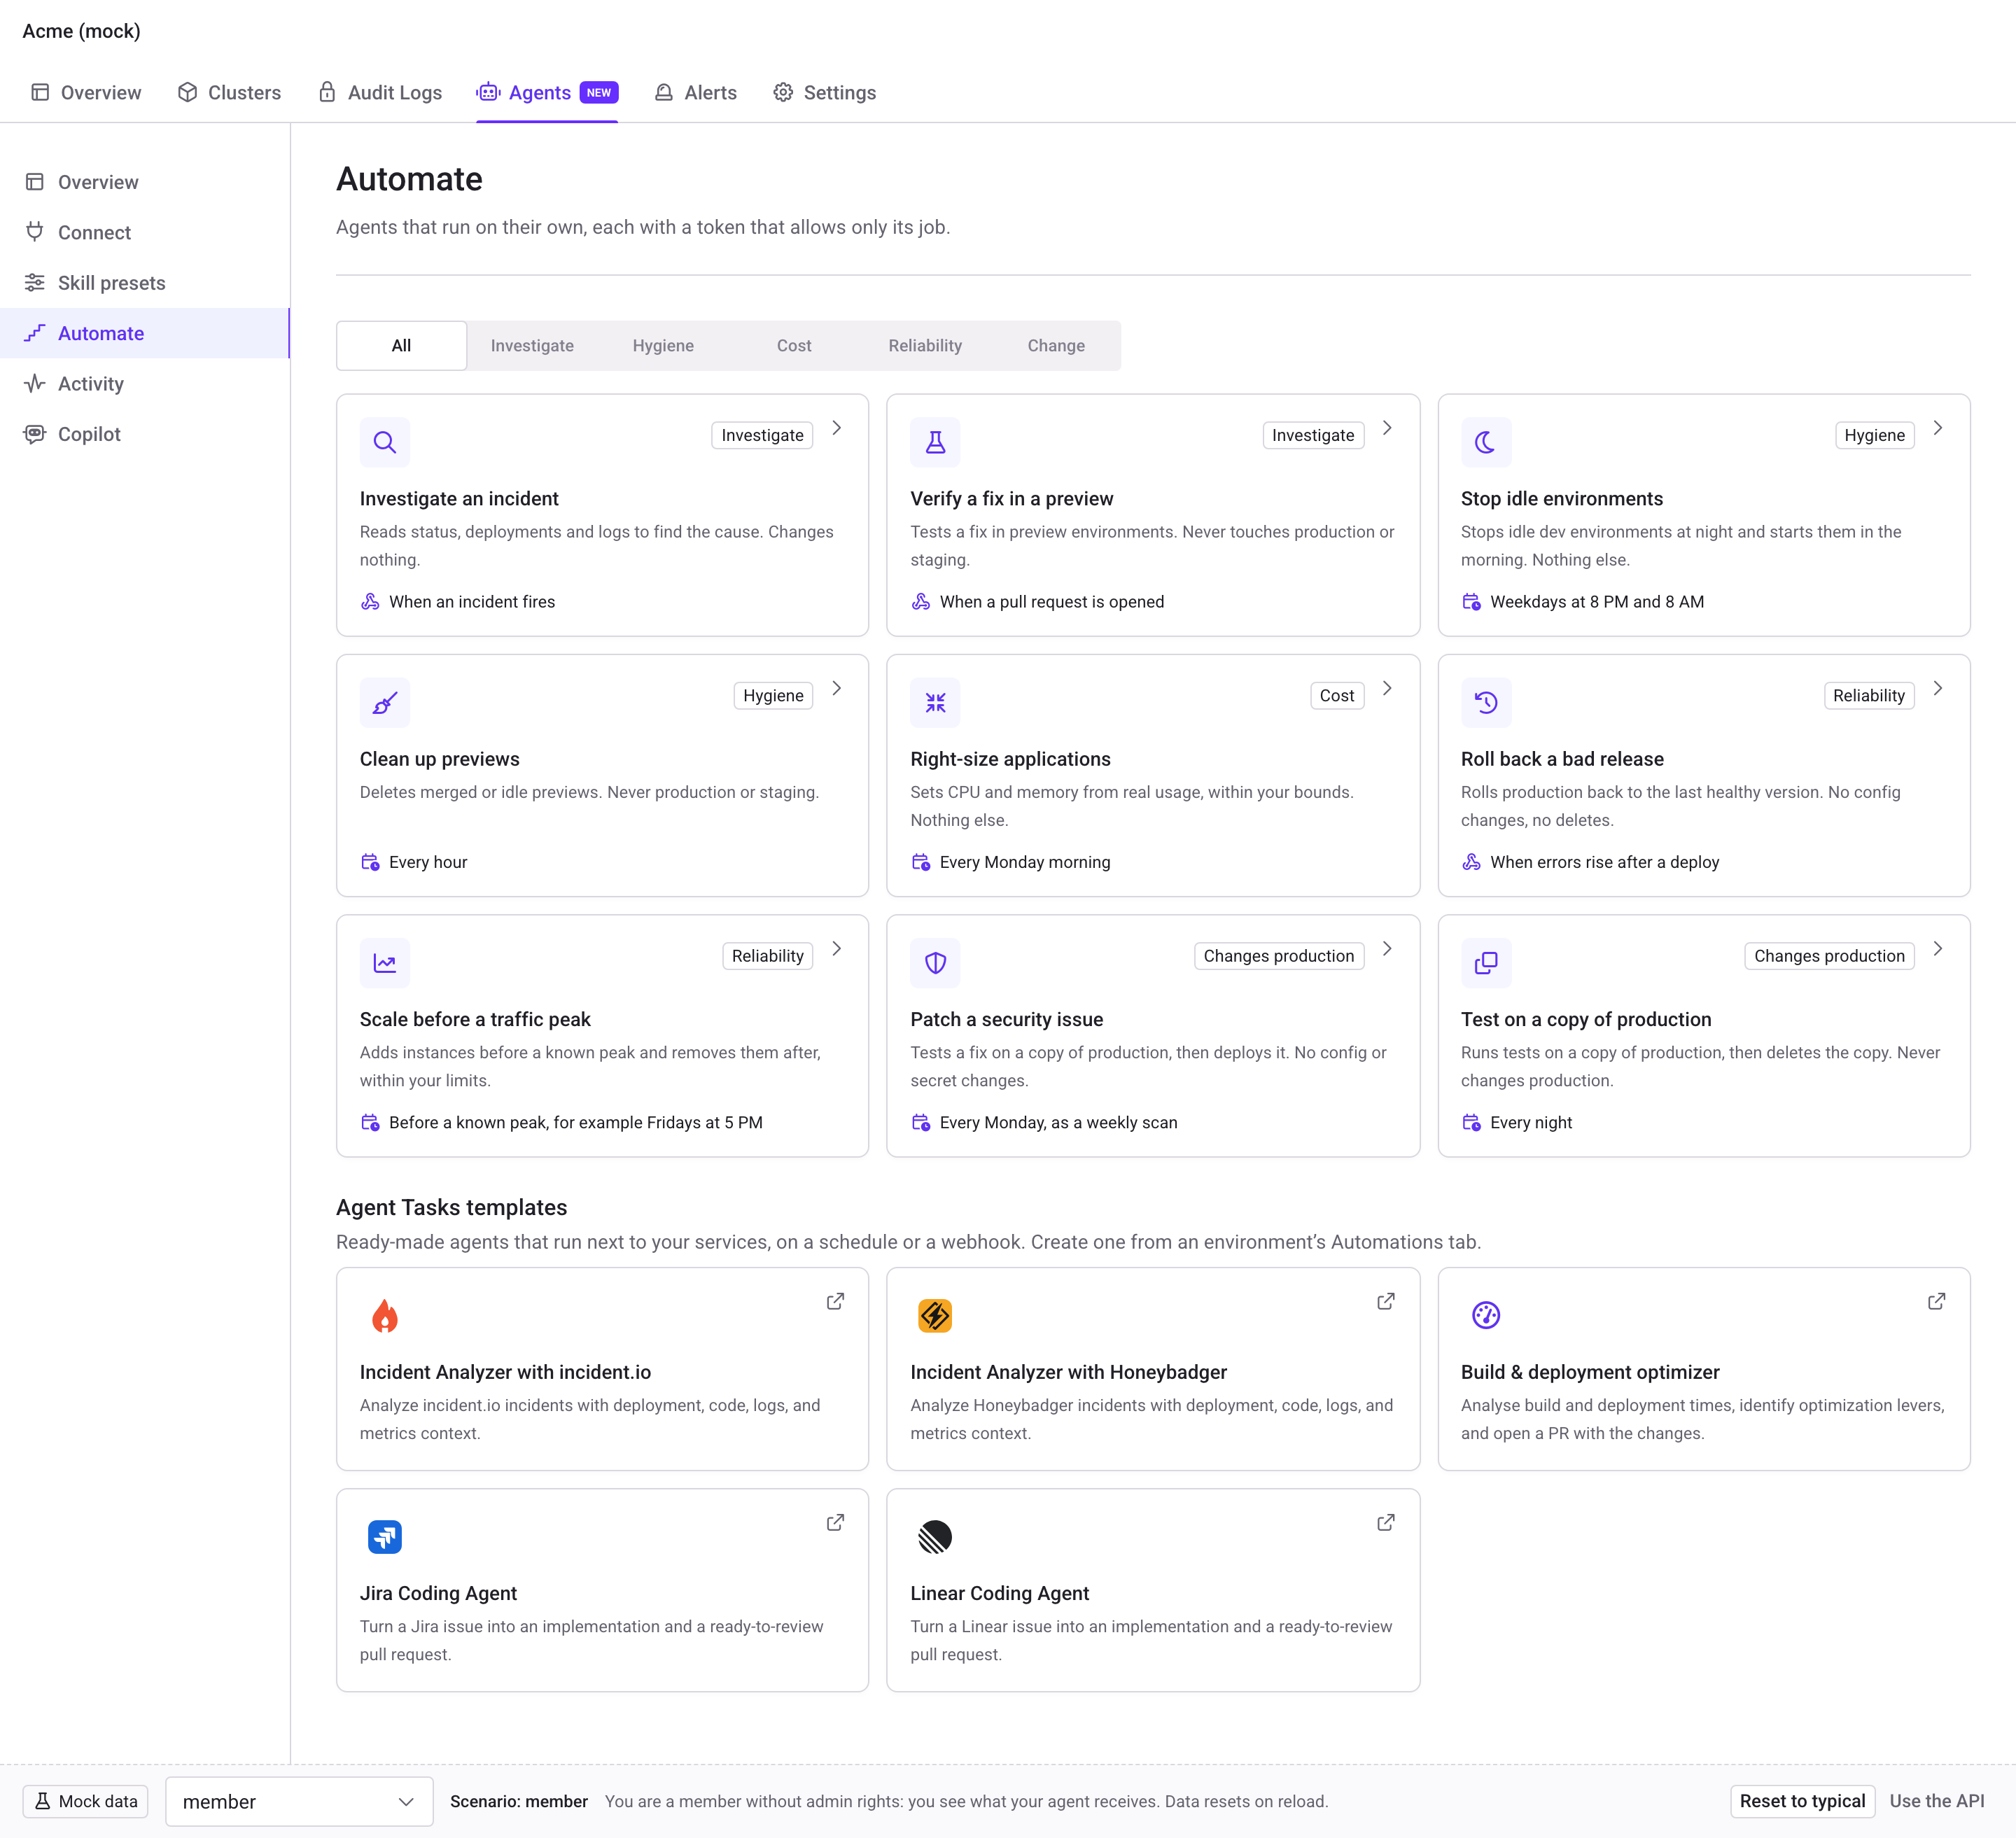 Acme (mock)
Overview
Clusters
Audit Logs
Agents NEW
Alerts
Settings
Overview
Connect
Skill presets
Automate
Activity
Copilot
Automate
Agents that run on their own, each with a token that allows only its job.
All
Investigate
Hygiene
Cost
Reliability
Change
Investigate
Investigate an incident
Reads status, deployments and logs to find the cause. Changes
nothing.
When an incident fires
Investigate
Verify a fix in a preview
Tests a fix in preview environments. Never touches production or
staging.
When a pull request is opened
Hygiene
Stop idle environments
Stops idle dev environments at night and starts them in the
morning. Nothing else.
Weekdays at 8 PM and 8 AM
Hygiene
Clean up previews
Deletes merged or idle previews. Never production or staging.
Every hour
Cost
Right-size applications
Sets CPU and memory from real usage, within your bounds.
Nothing else.
Every Monday morning
Reliability
Roll back a bad release
Rolls production back to the last healthy version. No config
changes, no deletes.
When errors rise after a deploy
Reliability
Scale before a traffic peak
Adds instances before a known peak and removes them after,
within your limits.
Before a known peak, for example Fridays at 5 PM
Changes production
Patch a security issue
Tests a fix on a copy of production, then deploys it. No config or
secret changes.
Every Monday, as a weekly scan
Changes production
Test on a copy of production
Runs tests on a copy of production, then deletes the copy. Never
changes production.
Every night
Agent Tasks templates
Ready-made agents that run next to your services, on a schedule or a webhook. Create one from an environment’s Automations tab.
Incident Analyzer with incident.io
Analyze incident.io incidents with deployment, code, logs, and
metrics context.
Incident Analyzer with Honeybadger
Analyze Honeybadger incidents with deployment, code, logs, and
metrics context.
Build & deployment optimizer
Analyse build and deployment times, identify optimization levers,
and open a PR with the changes.
Jira Coding Agent
Turn a Jira issue into an implementation and a ready-to-review
pull request.
Linear Coding Agent
Turn a Linear issue into an implementation and a ready-to-review
pull request.
Mock data
member
Scenario: member
You are a member without admin rights: you see what your agent receives. Data resets on reload.
Reset to typical
Use the API